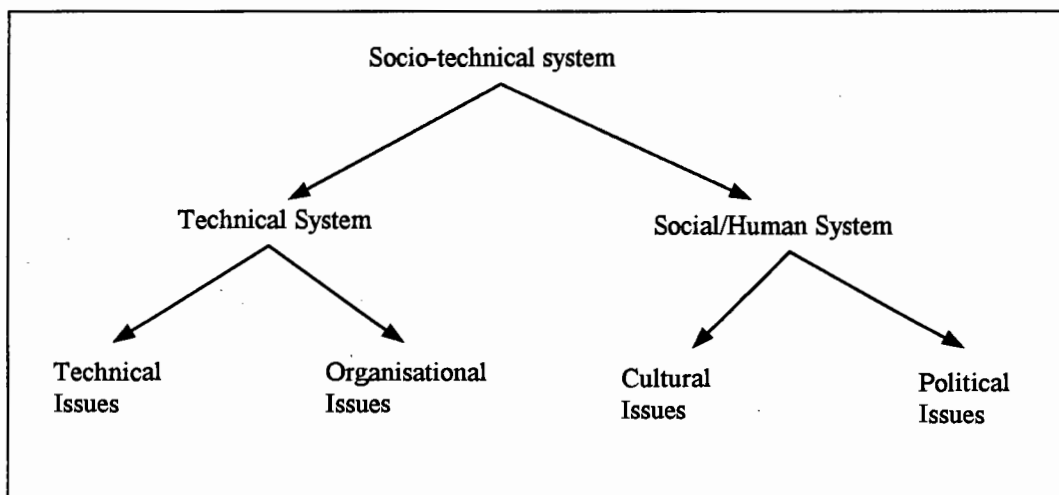 Socio-technical system
Technical System
Social/Human System
Technical
Issues
Organisational
Issues
Cultural
Issues
Political
Issues